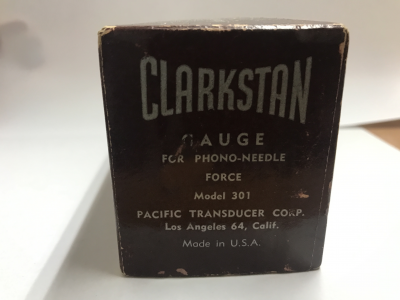 CLARKSTAN
GAUGE
FOR PHONO-NEEDLE
FORCE
Model 301
PACIFIC TRANSDUCER CORP.
Los Angeles 64, Calif.
Made in U.S.A.